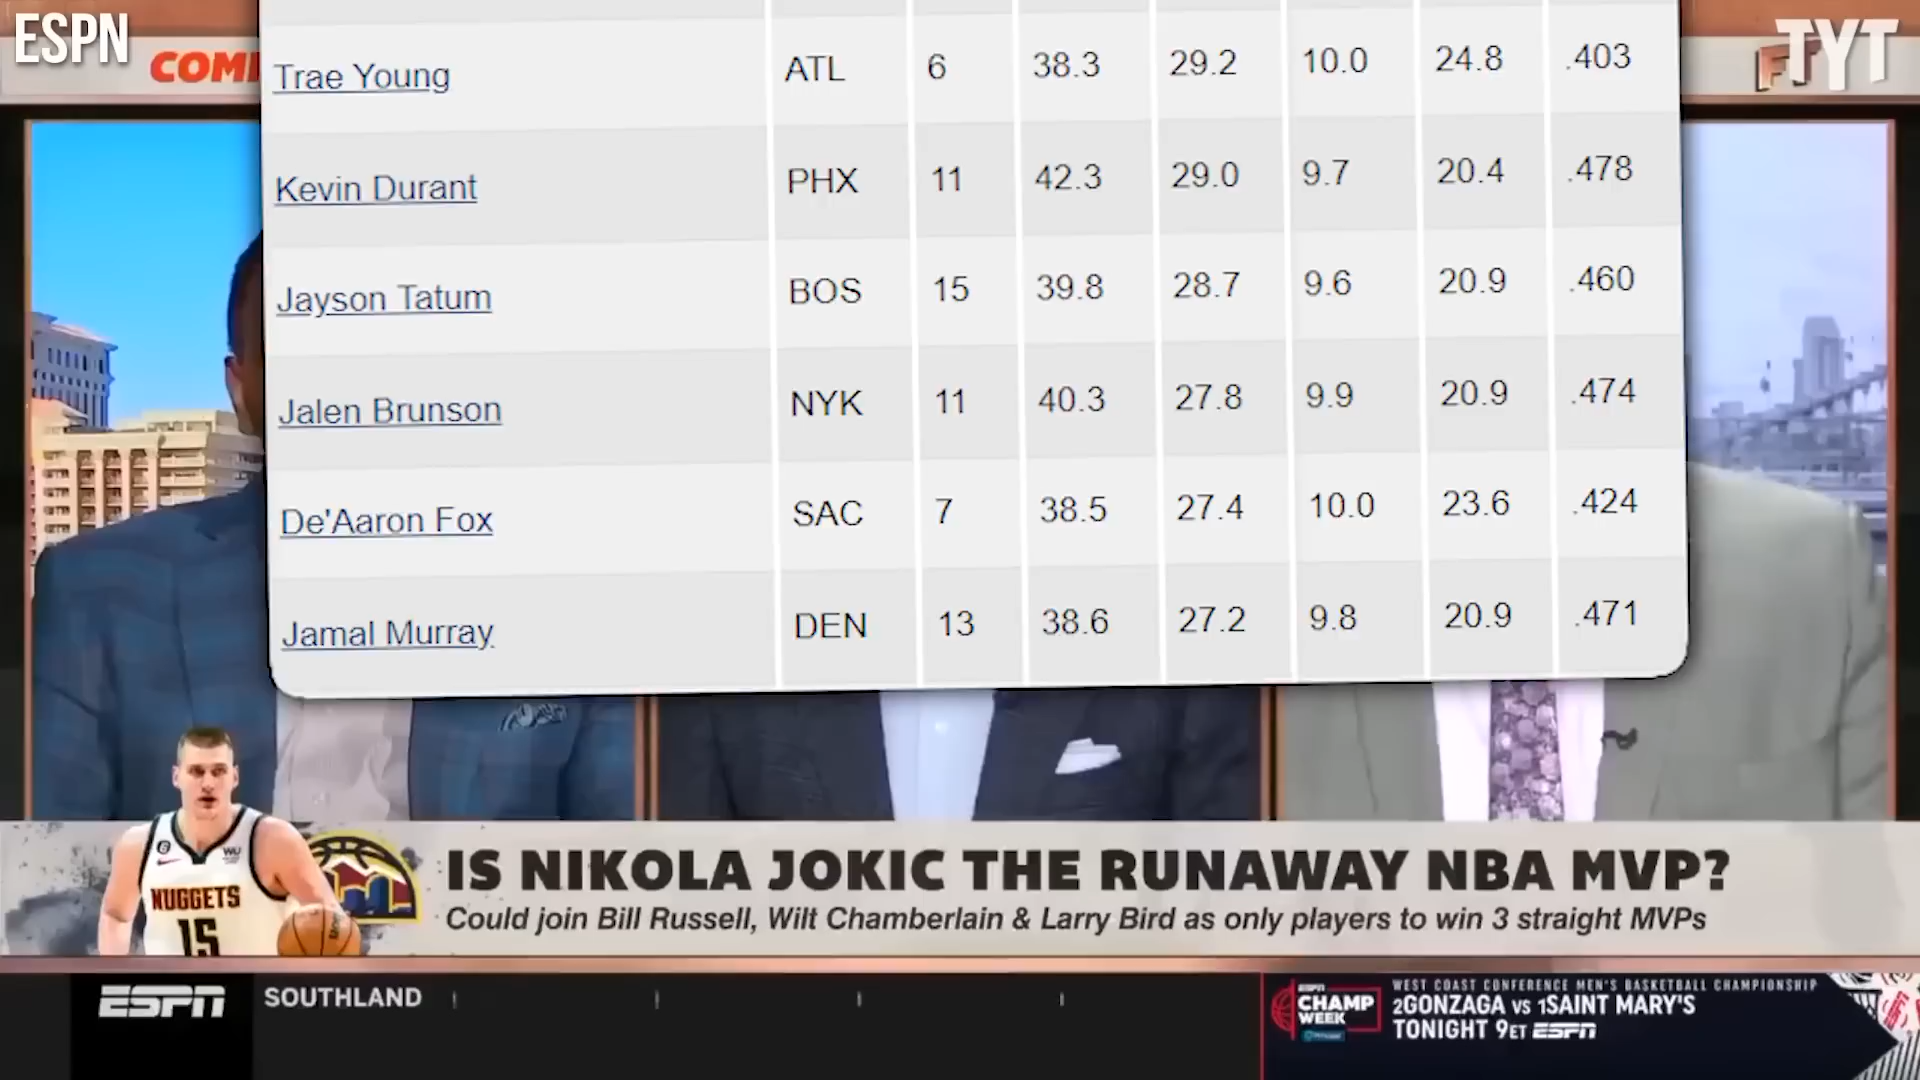 ESPN
TYT
COM
Trae Young ATL 6 38.3 29.2 10.0 24.8 .403
Kevin Durant PHX 11 42.3 29.0 9.7 20.4 .478
Jayson Tatum BOS 15 39.8 28.7 9.6 20.9 .460
Jalen Brunson NYK 11 40.3 27.8 9.9 20.9 .474
De'Aaron Fox SAC 7 38.5 27.4 10.0 23.6 .424
Jamal Murray DEN 13 38.6 27.2 9.8 20.9 .471
6
NUGGETS
15
IS NIKOLA JOKIC THE RUNAWAY NBA MVP?
Could join Bill Russell, Wilt Chamberlain & Larry Bird as only players to win 3 straight MVPs
ESPN
SOUTHLAND
ESPN
CHAMP
WEEK
WEST COAST CONFERENCE MEN'S BASKETBALL CHAMPIONSHIP
2GONZAGA VS 1SAINT MARY'S
TONIGHT 9ET ESPN